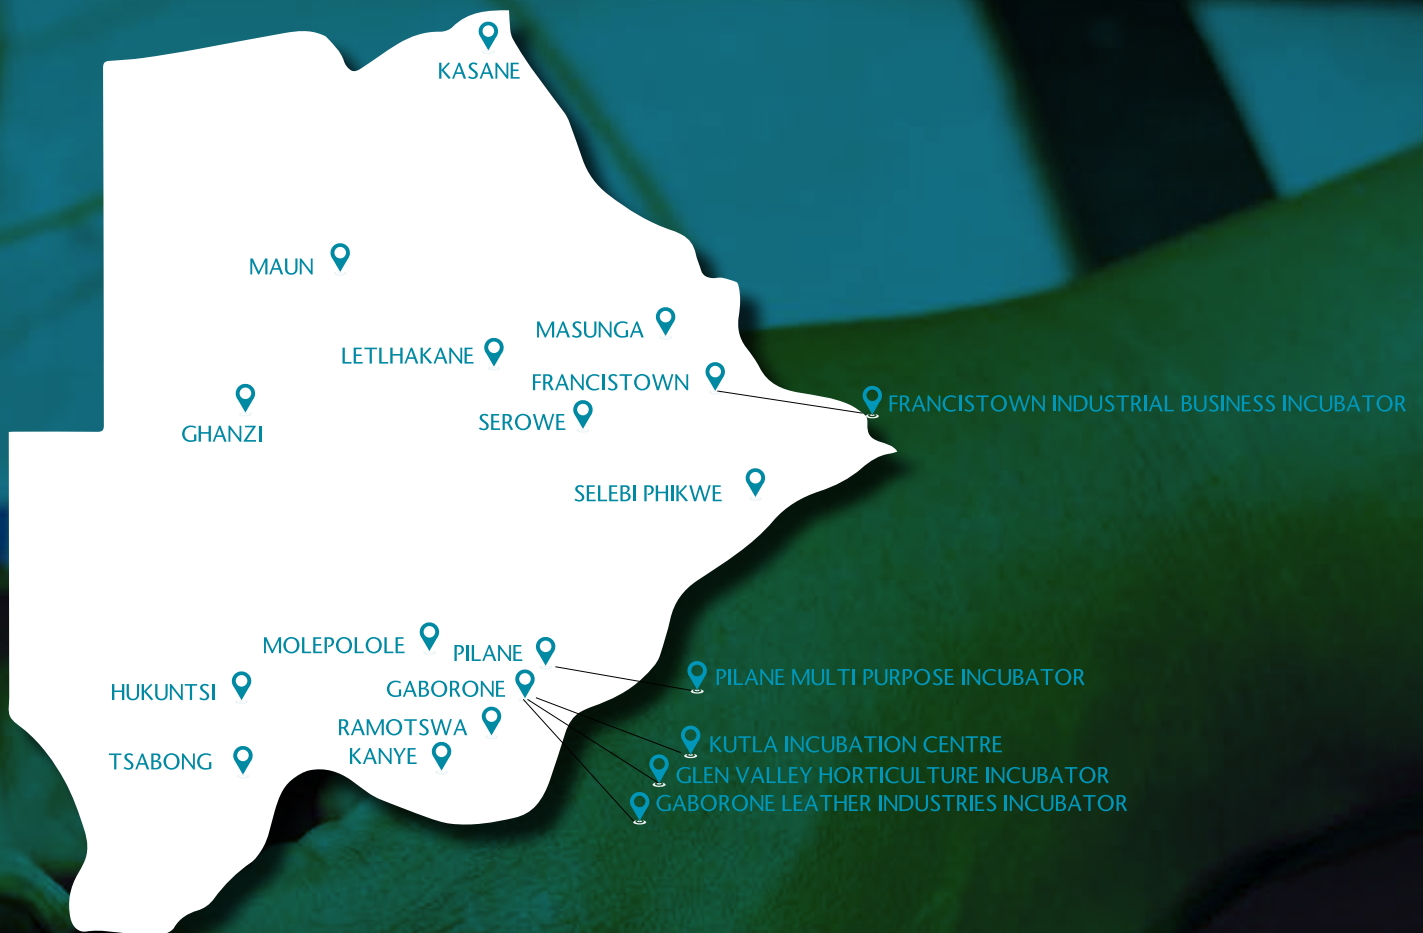 KASANE
MAUN
MASUNGA
LETLHAKANE
FRANCISTOWN
FRANCISTOWN INDUSTRIAL BUSINESS INCUBATOR
SEROWE
GHANZI
SELEBI PHIKWE
MOLEPOLOLE
PILANE
PILANE MULTI PURPOSE INCUBATOR
HUKUNTSI
GABORONE
RAMOTSWA
KUTLA INCUBATION CENTRE
KANYE
TSABONG
GLEN VALLEY HORTICULTURE INCUBATOR
GABORONE LEATHER INDUSTRIES INCUBATOR